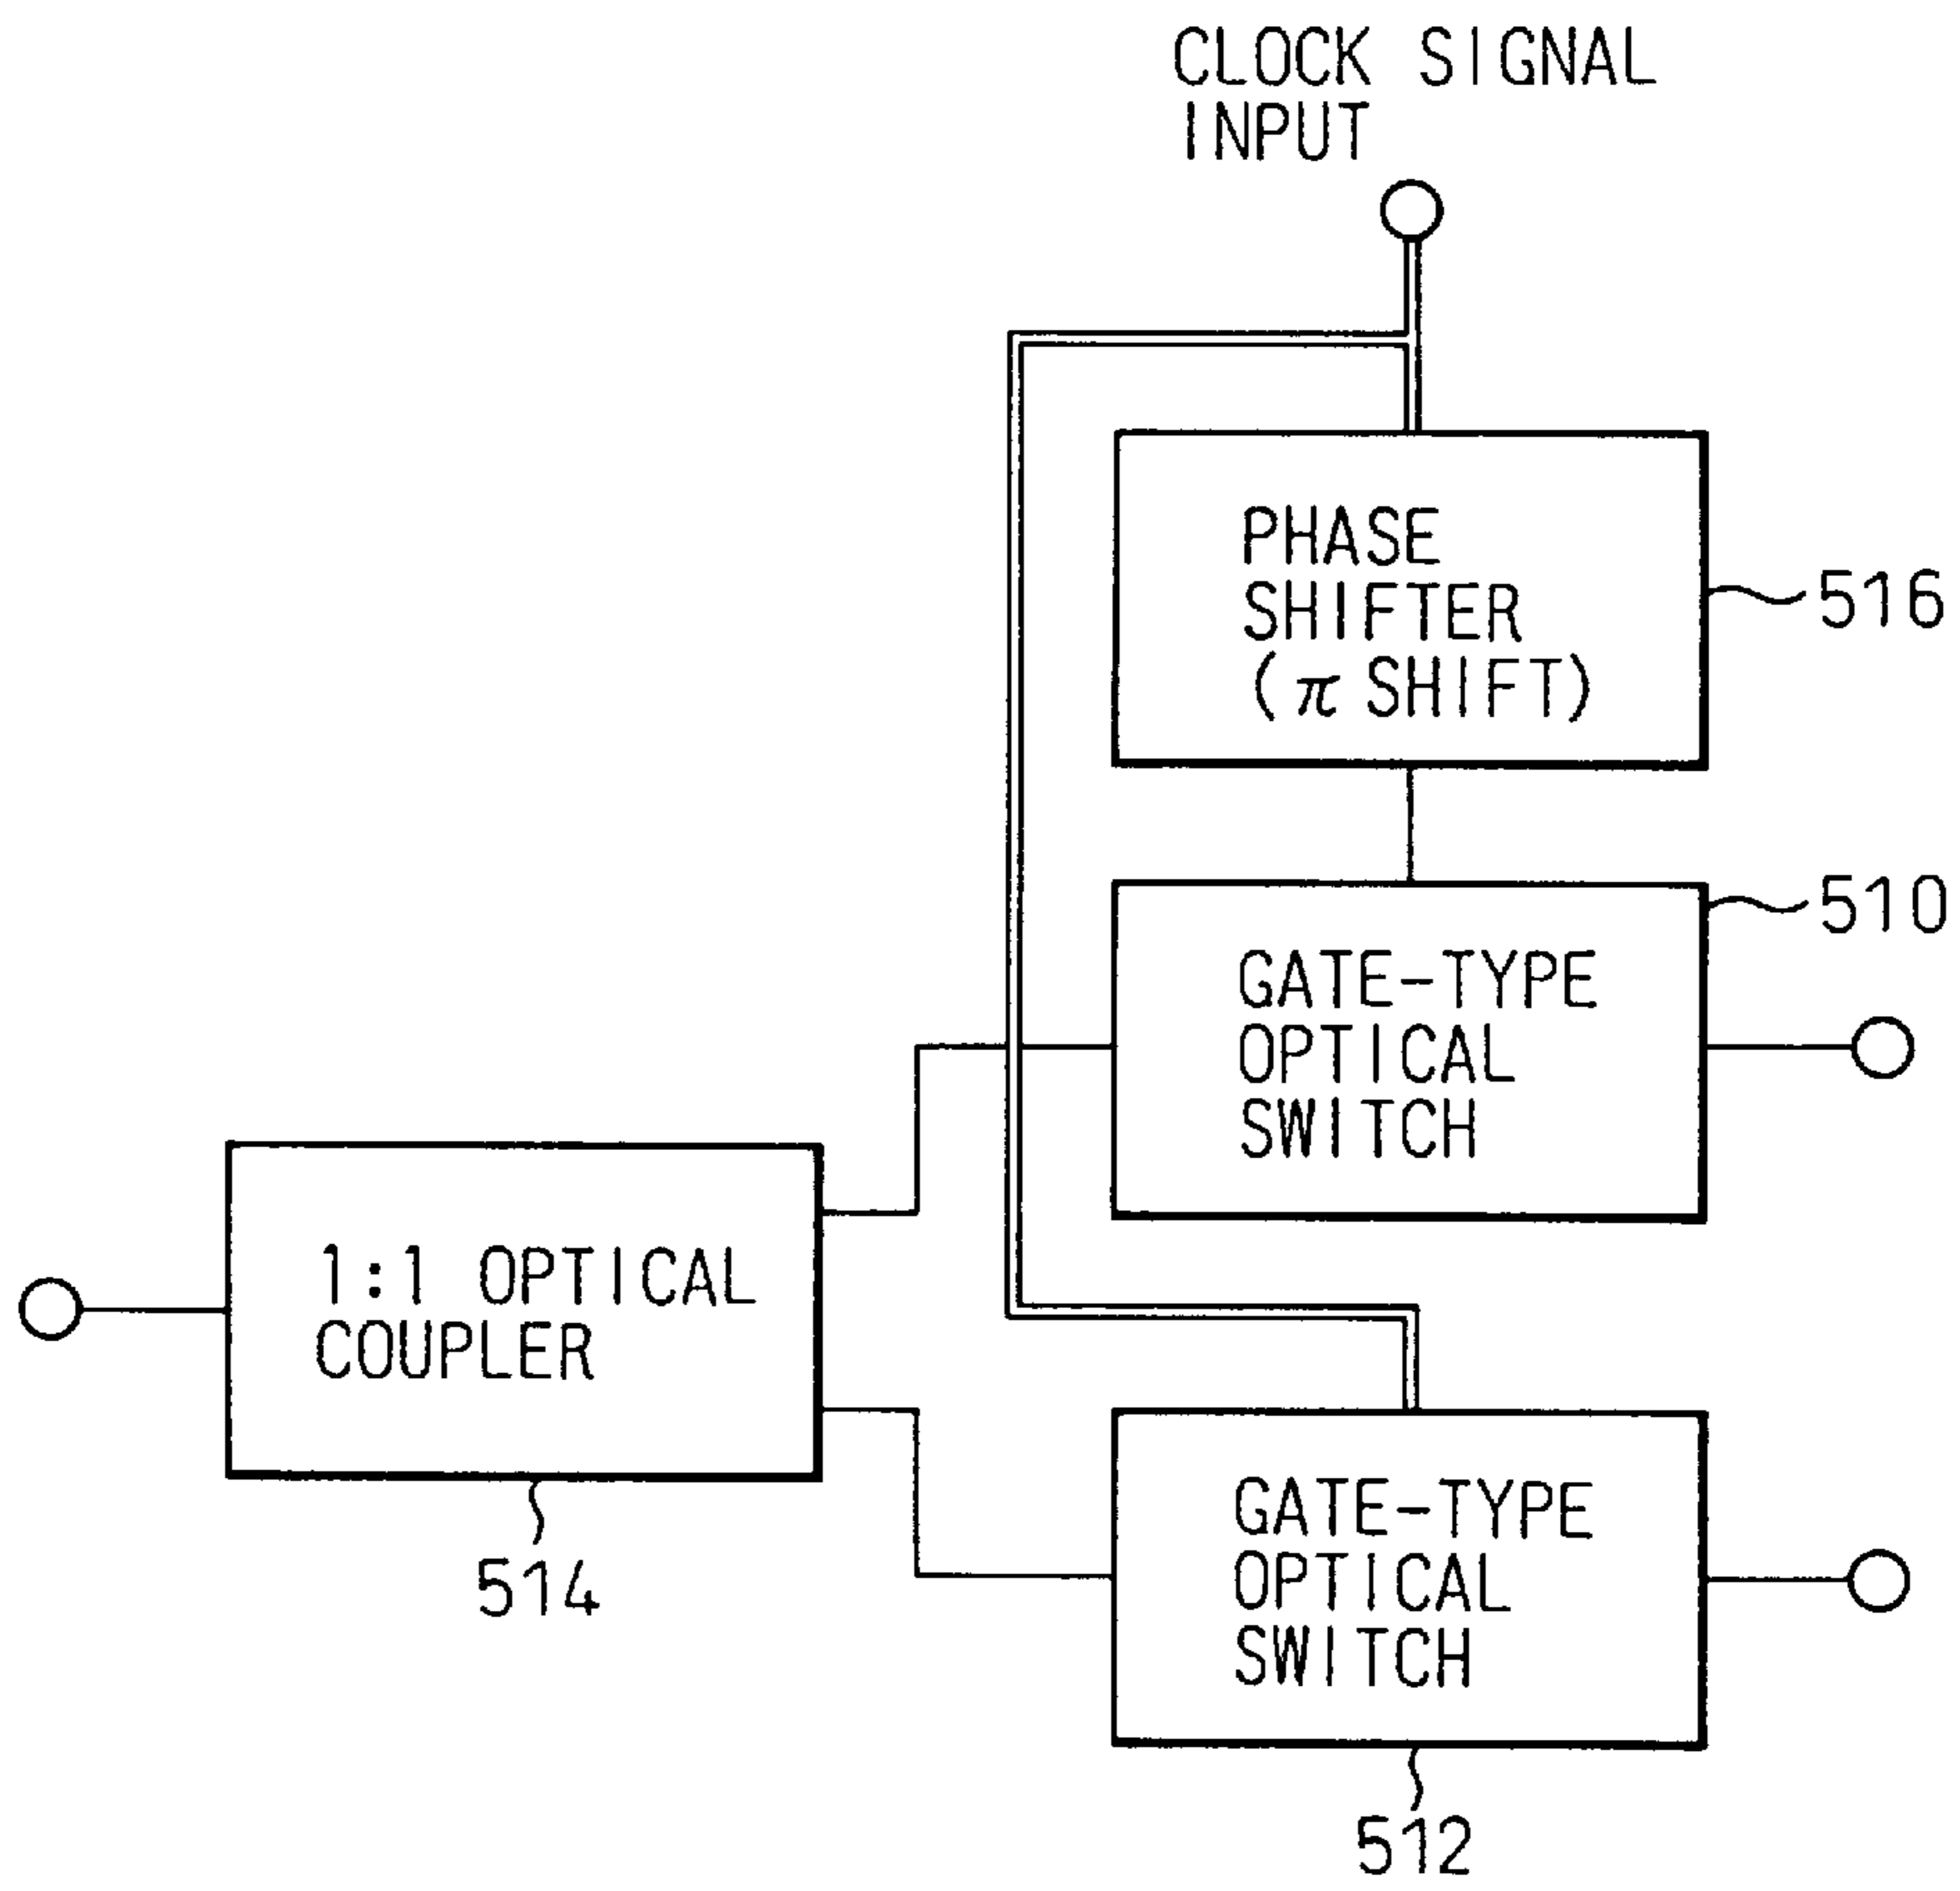 CLOCK SIGNAL
INPUT
PHASE
SHIFTER
(π SHIFT)
516
510
GATE-TYPE
OPTICAL
SWITCH
1:1 OPTICAL
COUPLER
514
GATE-TYPE
OPTICAL
SWITCH
512